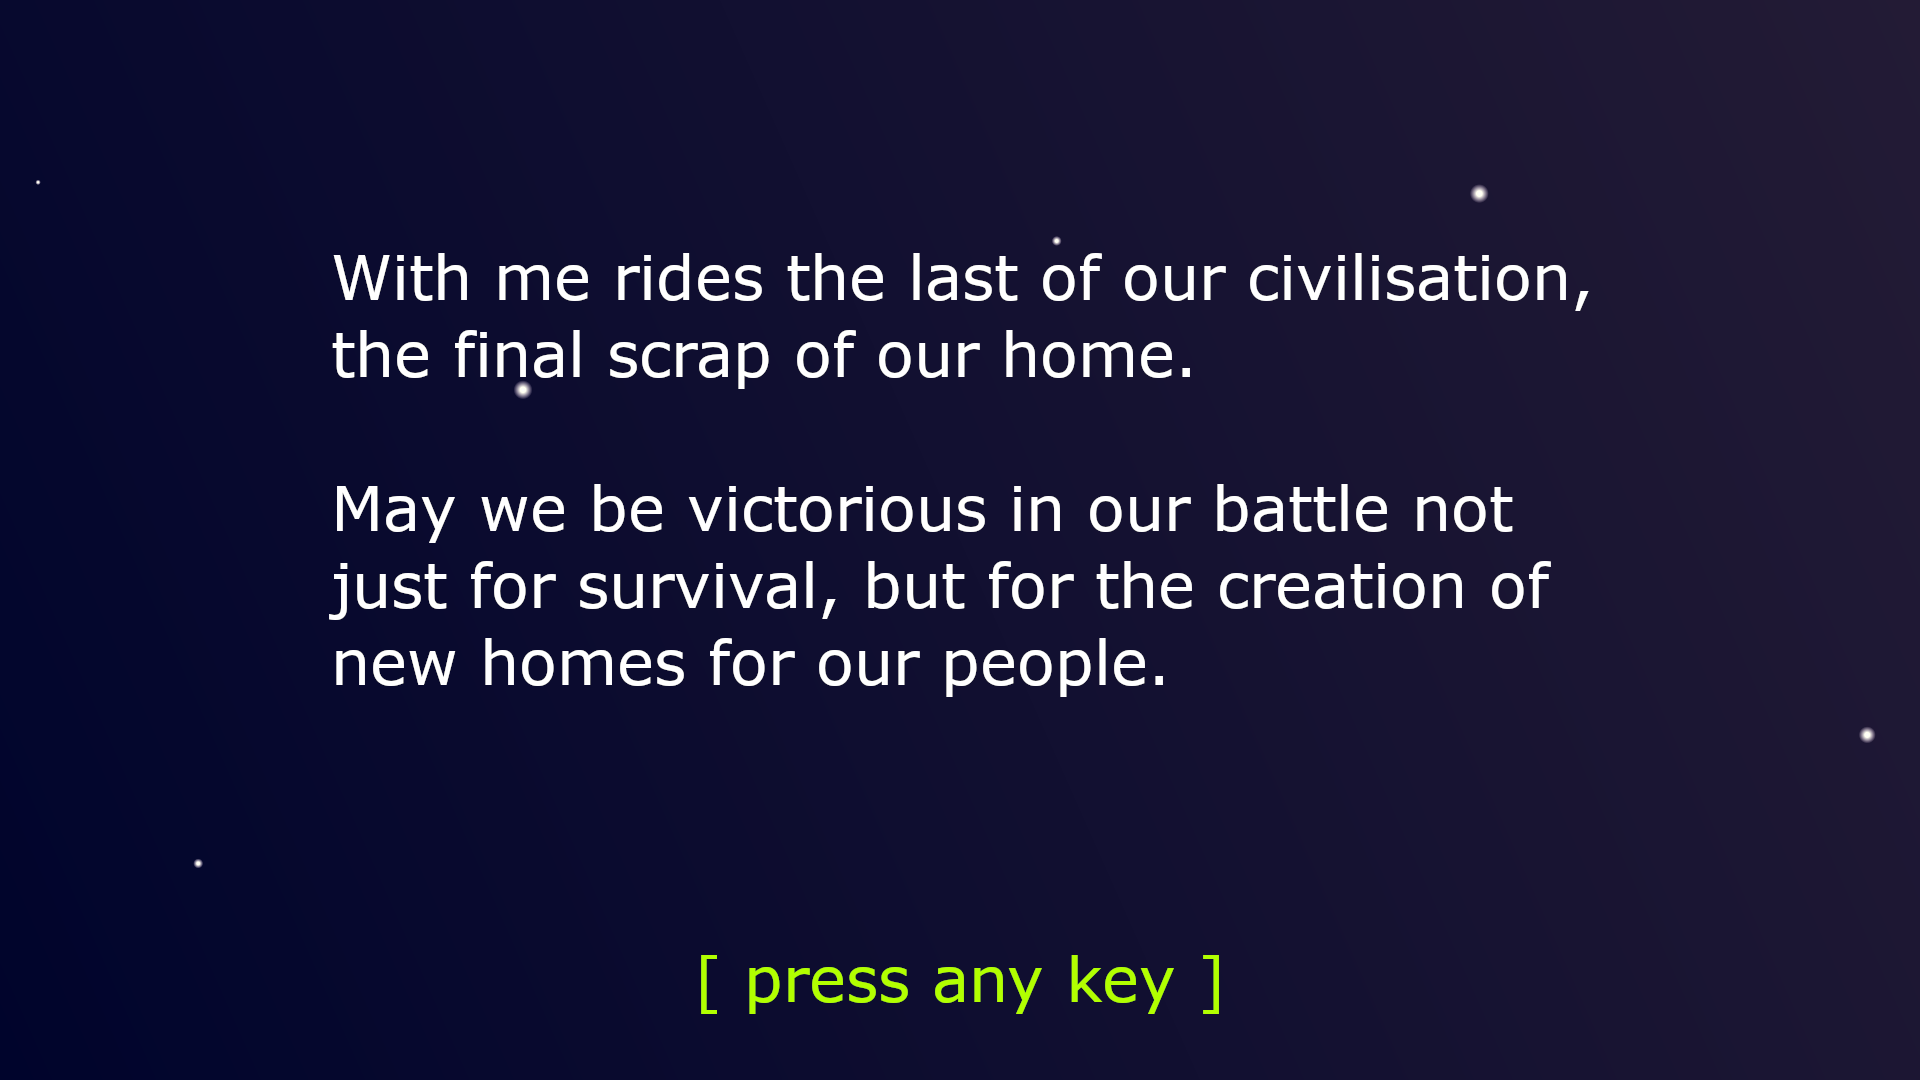 With me rides the last of our civilisation,
the final scrap of our home.
May we be victorious in our battle not
just for survival, but for the creation of
new homes for our people.
[ press any key ]